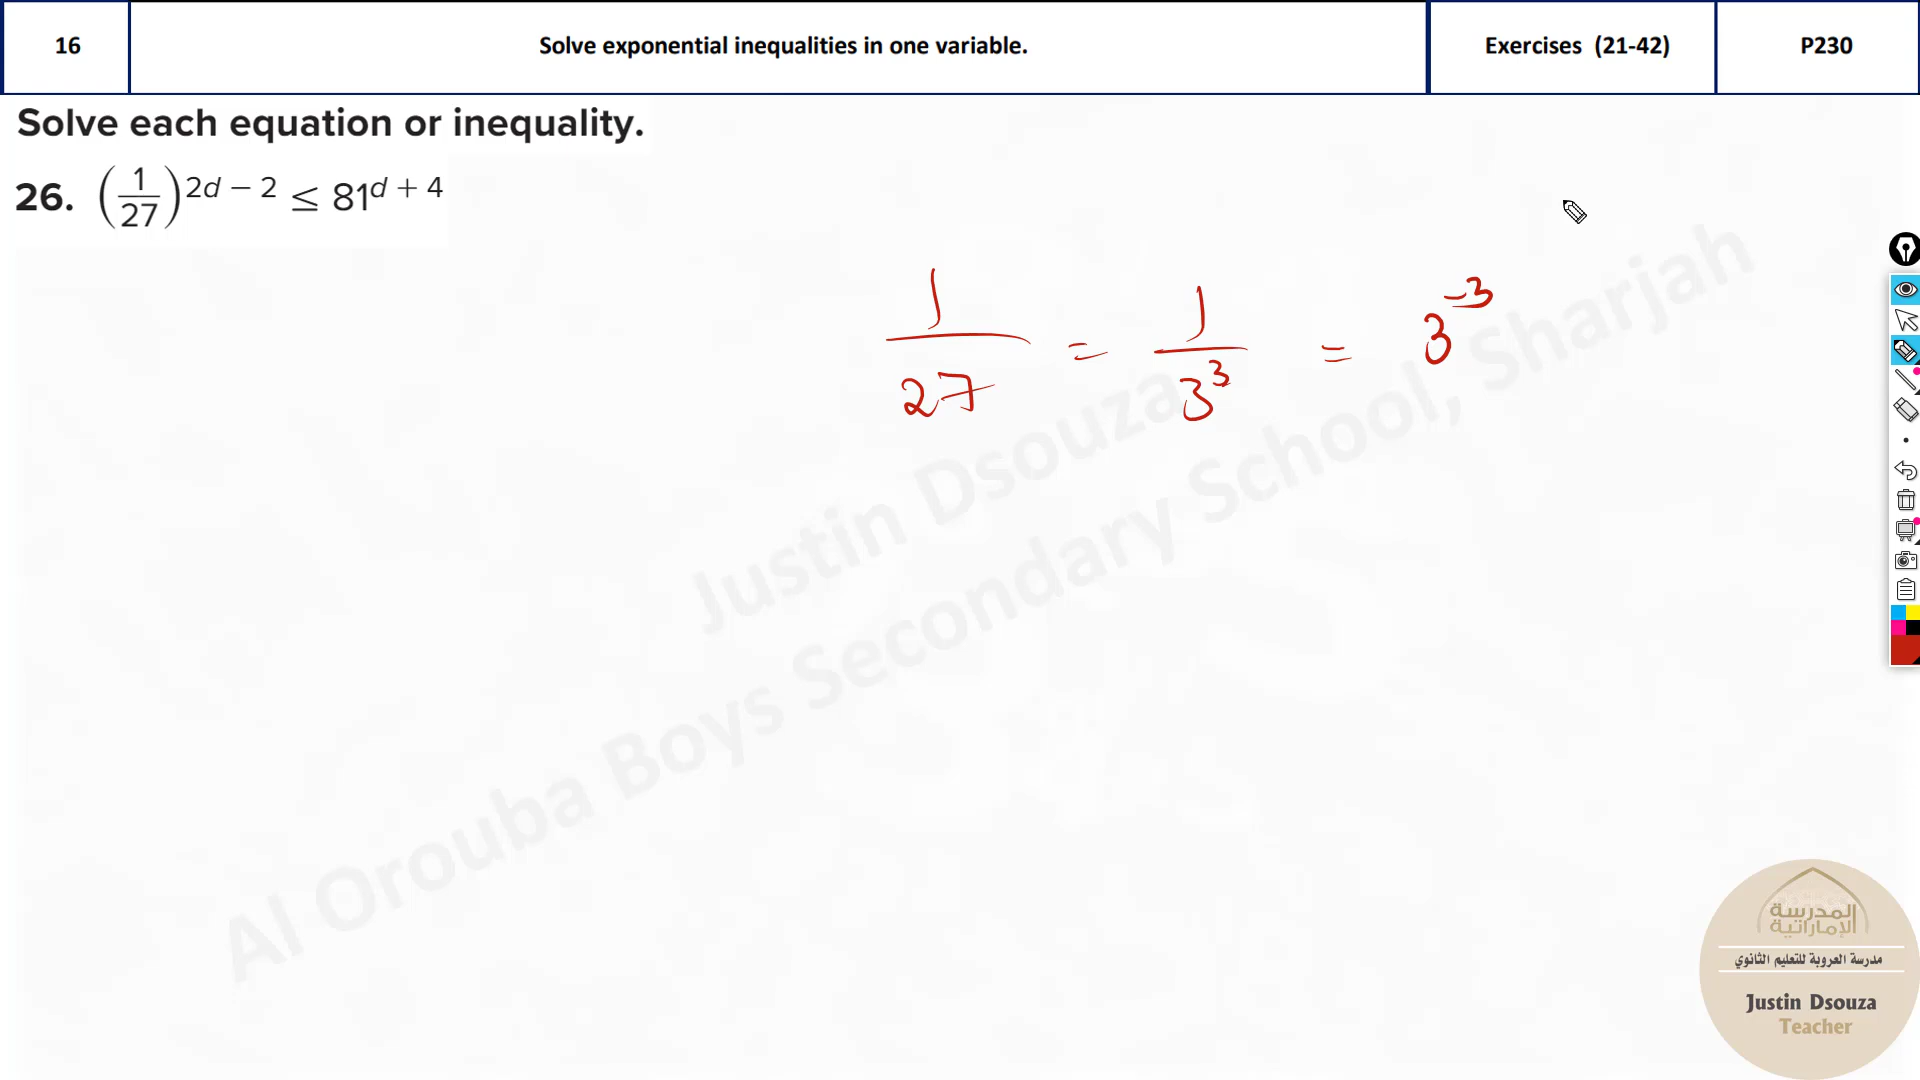 16 Solve exponential inequalities in one variable. Exercises (21-42) P230
Solve each equation or inequality.
26. (1/27)^{2d − 2} ≤ 81^{d + 4}
1/27 = 1/3^3 = 3^{-3}
Justin Dsouza
Al Orouba Boys Secondary School, Sharjah
المدرسة
الإماراتية
مدرسة العروبة للتعليم الثانوي
Justin Dsouza
Teacher